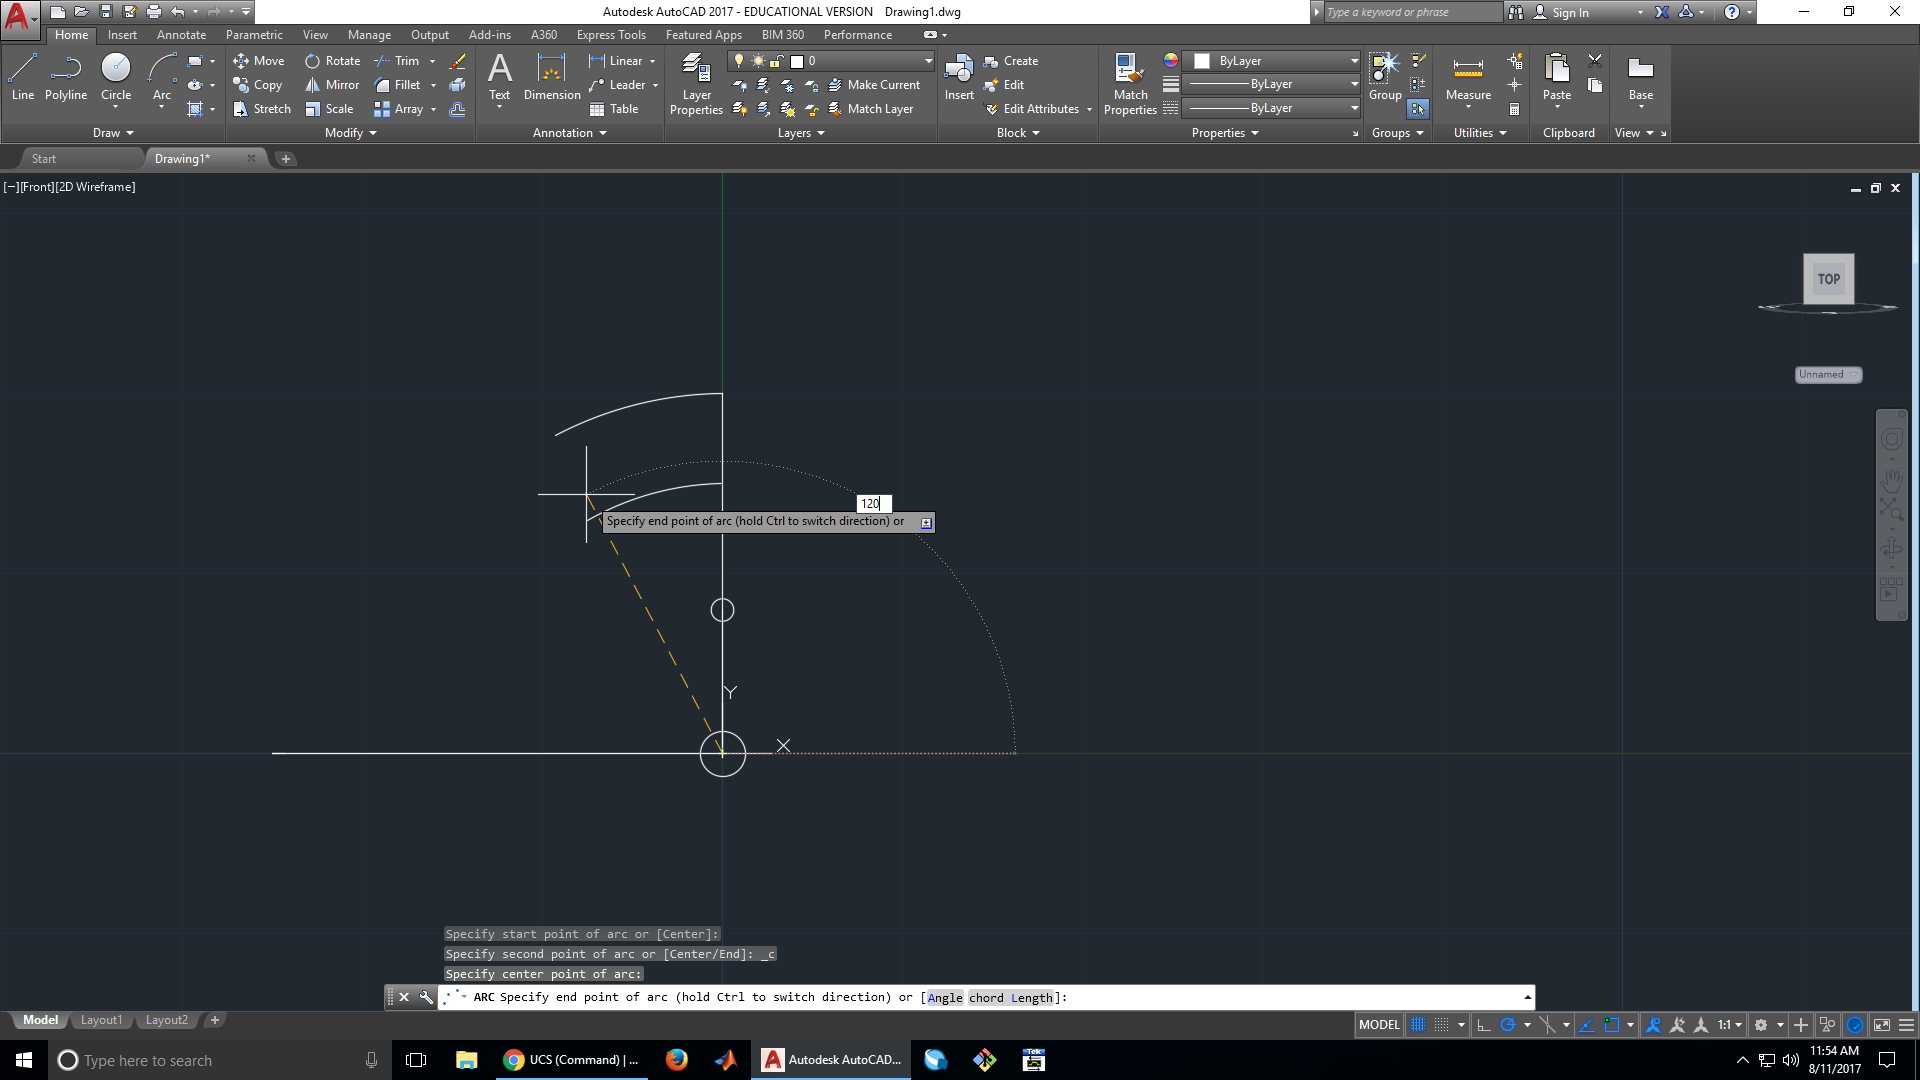 Autodesk AutoCAD 2017 - EDUCATIONAL VERSION Drawing1.dwg
Type a keyword or phrase
Sign In
Home Insert Annotate Parametric View Manage Output Add-ins A360 Express Tools Featured Apps BIM 360 Performance
Line Polyline Circle Arc
Move Rotate Trim
Copy Mirror Fillet
Stretch Scale Array
Text Dimension
Linear
Leader
Table
Layer Properties
0
Make Current
Match Layer
Insert
Create
Edit
Edit Attributes
Match Properties
ByLayer
ByLayer
ByLayer
Group
Measure
Paste
Base
Draw Modify Annotation Layers Block Properties Groups Utilities Clipboard View
Start Drawing1*
[−][Front][2D Wireframe]
TOP
Unnamed
120
Specify end point of arc (hold Ctrl to switch direction) or
Y
X
Specify start point of arc or [Center]:
Specify second point of arc or [Center/End]: _c
Specify center point of arc:
ARC Specify end point of arc (hold Ctrl to switch direction) or [Angle chord Length]:
Model Layout1 Layout2
MODEL
1:1
Type here to search
UCS (Command) | ...
Autodesk AutoCAD...
Tek
11:54 AM
8/11/2017